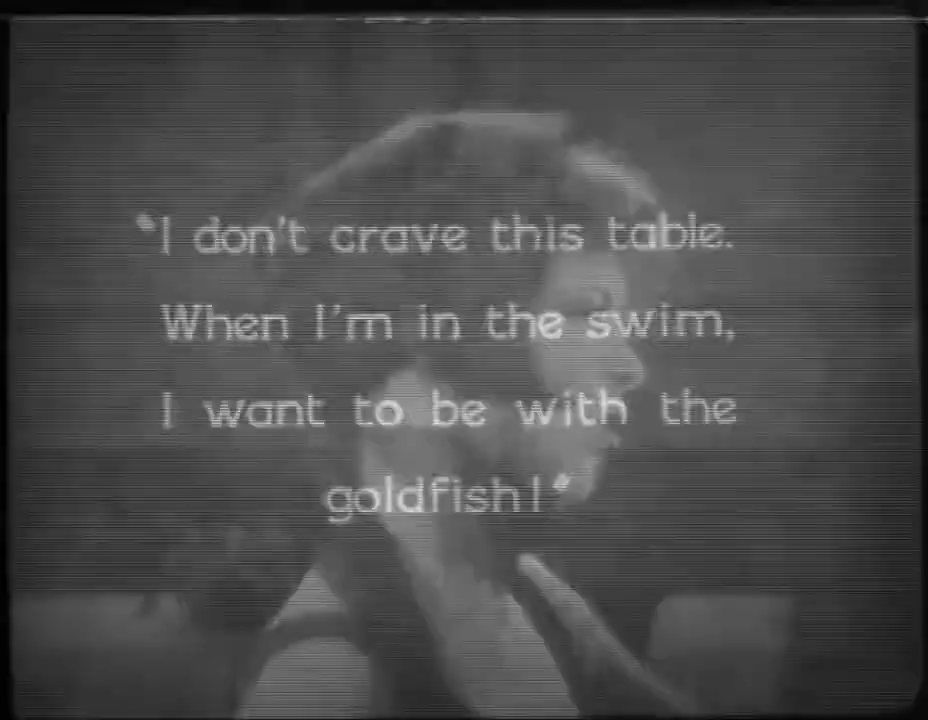 "I don't crave this table.
When I'm in the swim,
I want to be with the
goldfish!"